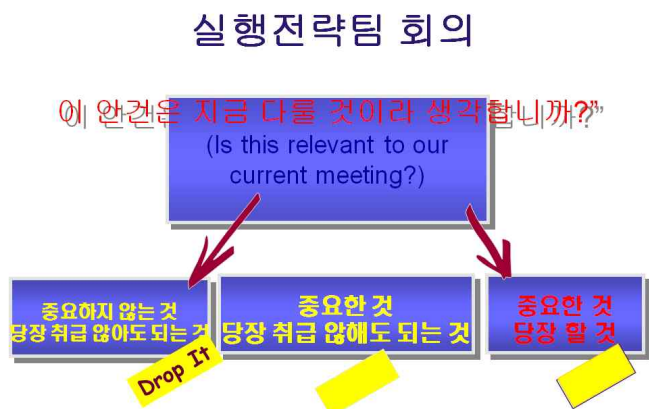 실행전략팀 회의
이 안건은 지금 다룰 것이라 생각합니까?”
(Is this relevant to our
current meeting?)
중요하지 않는 것
당장 취급 않아도 되는 것
중요한 것
당장 취급 않해도 되는 것
중요한 것
당장 할 것
Drop It